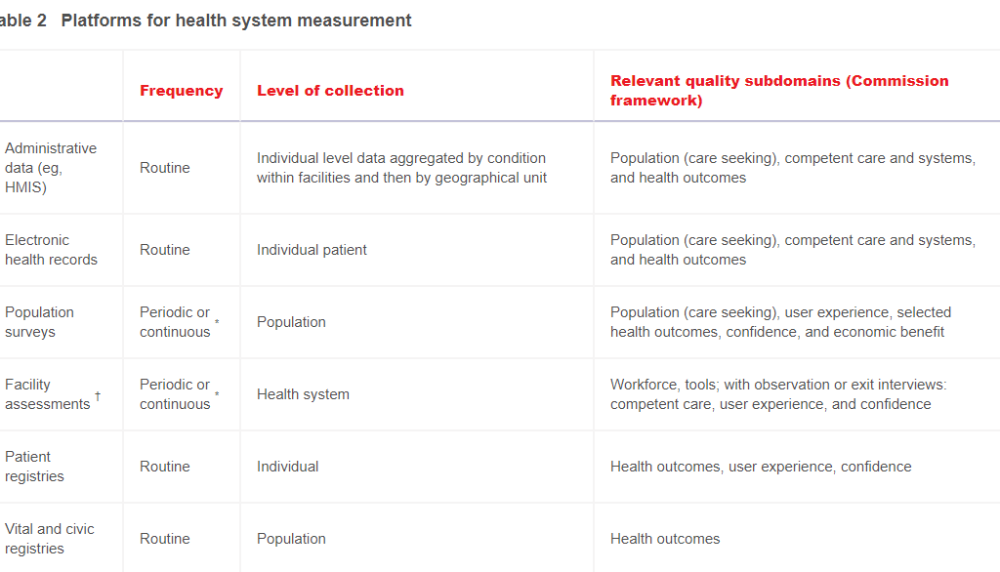 able 2 Platforms for health system measurement
Frequency
Level of collection
Relevant quality subdomains (Commission
framework)
Administrative
data (eg,
HMIS)
Routine
Individual level data aggregated by condition
within facilities and then by geographical unit
Population (care seeking), competent care and systems,
and health outcomes
Electronic
health records
Routine
Individual patient
Population (care seeking), competent care and systems,
and health outcomes
Population
surveys
Periodic or
continuous *
Population
Population (care seeking), user experience, selected
health outcomes, confidence, and economic benefit
Facility
assessments †
Periodic or
continuous *
Health system
Workforce, tools; with observation or exit interviews:
competent care, user experience, and confidence
Patient
registries
Routine
Individual
Health outcomes, user experience, confidence
Vital and civic
registries
Routine
Population
Health outcomes